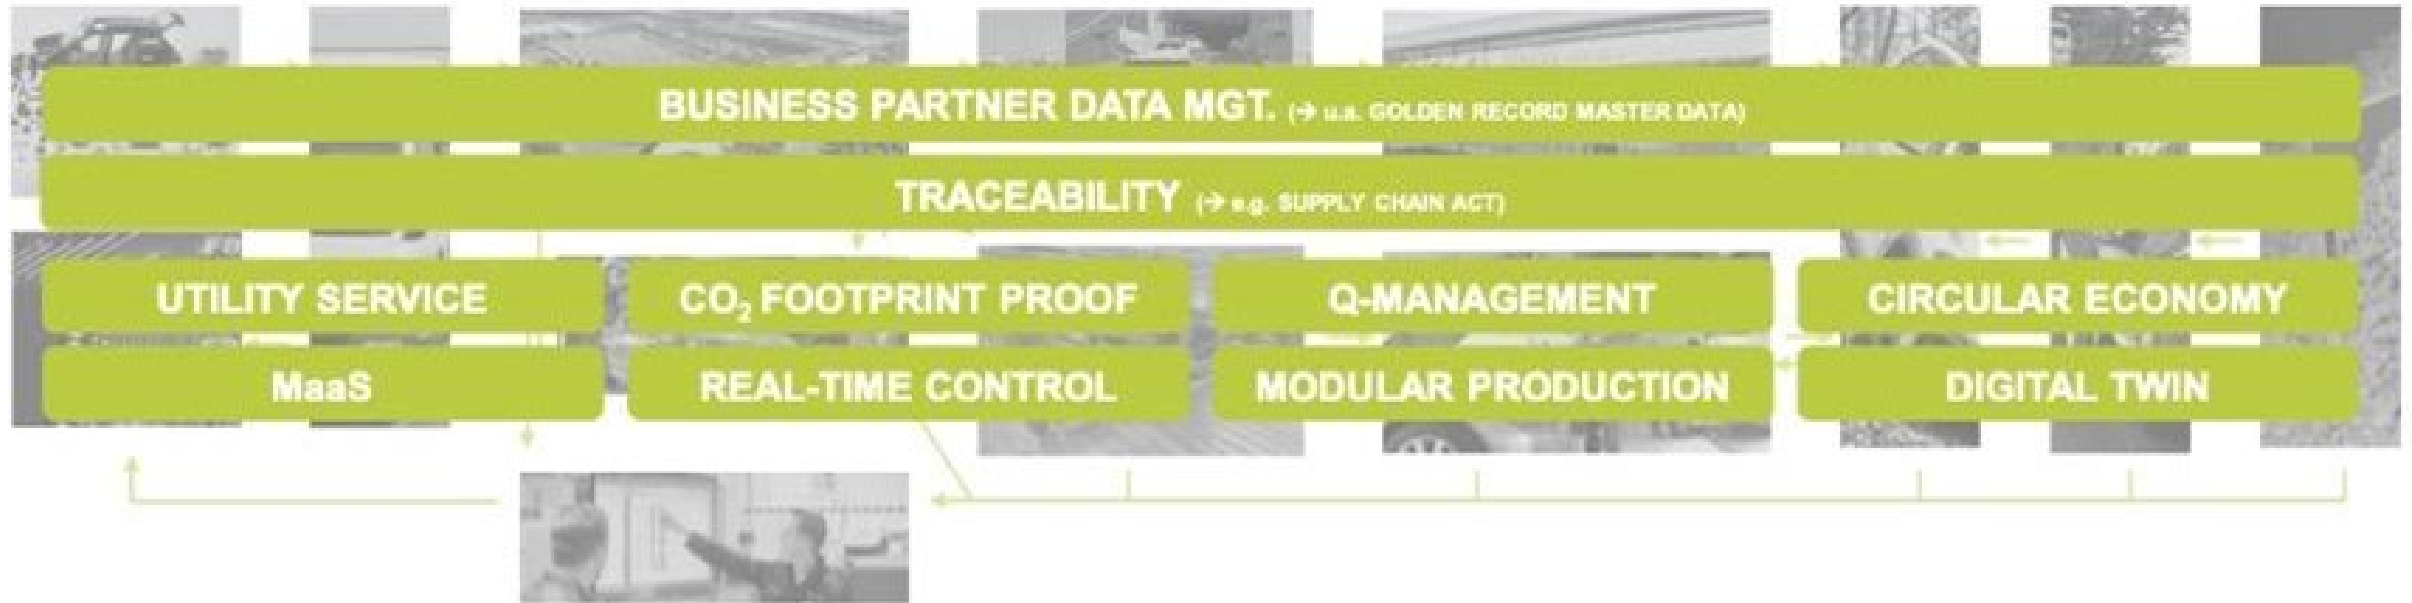 BUSINESS PARTNER DATA MGT. (→ u.a. GOLDEN RECORD MASTER DATA)
TRACEABILITY (→ e.g. SUPPLY CHAIN ACT)
UTILITY SERVICE
CO₂ FOOTPRINT PROOF
Q-MANAGEMENT
CIRCULAR ECONOMY
MaaS
REAL-TIME CONTROL
MODULAR PRODUCTION
DIGITAL TWIN